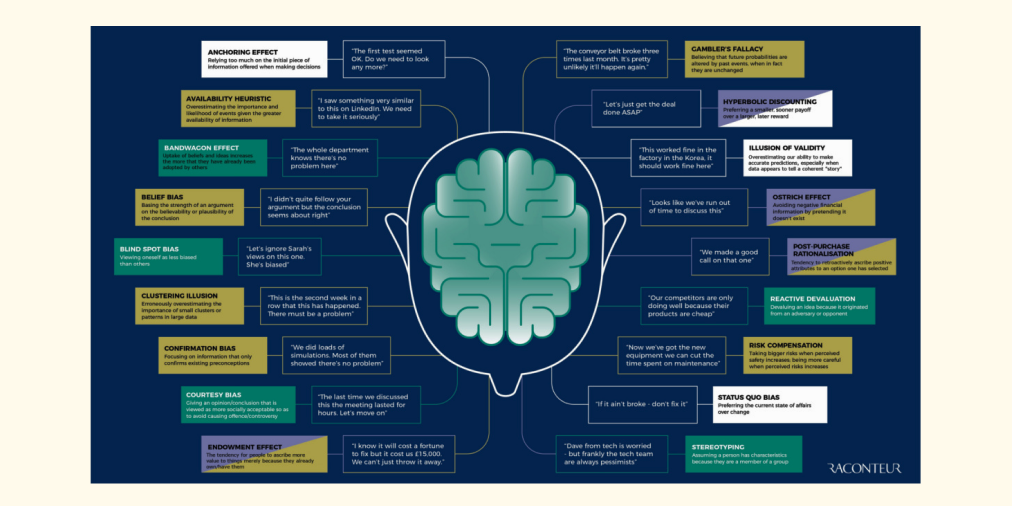 ANCHORING EFFECT
Relying too much on the initial piece of
information offered when making decisions
"The first test seemed
OK. Do we need to look
any more?"
AVAILABILITY HEURISTIC
Overestimating the importance and
likelihood of events given the greater
availability of information
"I saw something very similar
to this on Linkedin. We need
to take it seriously"
BANDWAGON EFFECT
Uptake of beliefs and ideas increases
the more that they have already been
adopted by others
"The whole department
knows there's no
problem here"
BELIEF BIAS
Basing the strength of an argument
on the believability or plausibility of
the conclusion
"I didn't quite follow your
argument but the conclusion
seems about right"
BLIND SPOT BIAS
Viewing oneself as less biased
than others
"Let's ignore Sarah's
views on this one.
She's biased"
CLUSTERING ILLUSION
Erroneously overestimating the
importance of small clusters or
patterns in large data
"This is the second week in a
row that this has happened.
There must be a problem"
CONFIRMATION BIAS
Focusing on information that only
confirms existing preconceptions
"We did loads of
simulations. Most of them
showed there's no problem"
COURTESY BIAS
Giving an opinion/conclusion that is
viewed as more socially acceptable so as
to avoid causing offence/controversy
"The last time we discussed
this the meeting lasted for
hours. Let's move on"
ENDOWMENT EFFECT
The tendency for people to ascribe more
value to things merely because they already
own/have them
"I know it will cost a fortune
to fix but it cost us £15,000.
We can't just throw it away."
"The conveyor belt broke three
times last month. It's pretty
unlikely it'll happen again."
GAMBLER'S FALLACY
Believing that future probabilities are
altered by past events, when in fact
they are unchanged
"Let's just get the deal
done ASAP"
HYPERBOLIC DISCOUNTING
Preferring a smaller, sooner payoff
over a larger, later reward
"This worked fine in the
factory in the Korea, it
should work fine here"
ILLUSION OF VALIDITY
Overestimating our ability to make
accurate predictions, especially when
data appears to tell a coherent "story"
"Looks like we've run out
of time to discuss this"
OSTRICH EFFECT
Avoiding negative financial
information by pretending it
doesn't exist
"We made a good
call on that one"
POST-PURCHASE
RATIONALISATION
Tendency to retroactively ascribe positive
attributes to an option one has selected
"Our competitors are only
doing well because their
products are cheap"
REACTIVE DEVALUATION
Devaluing an idea because it originated
from an adversary or opponent
"Now we've got the new
equipment we can cut the
time spent on maintenance"
RISK COMPENSATION
Taking bigger risks when perceived
safety increases; being more careful
when perceived risks increases
"If it ain't broke - don't fix it"
STATUS QUO BIAS
Preferring the current state of affairs
over change
"Dave from tech is worried
- but frankly the tech team
are always pessimists"
STEREOTYPING
Assuming a person has characteristics
because they are a member of a group
RACONTEUR